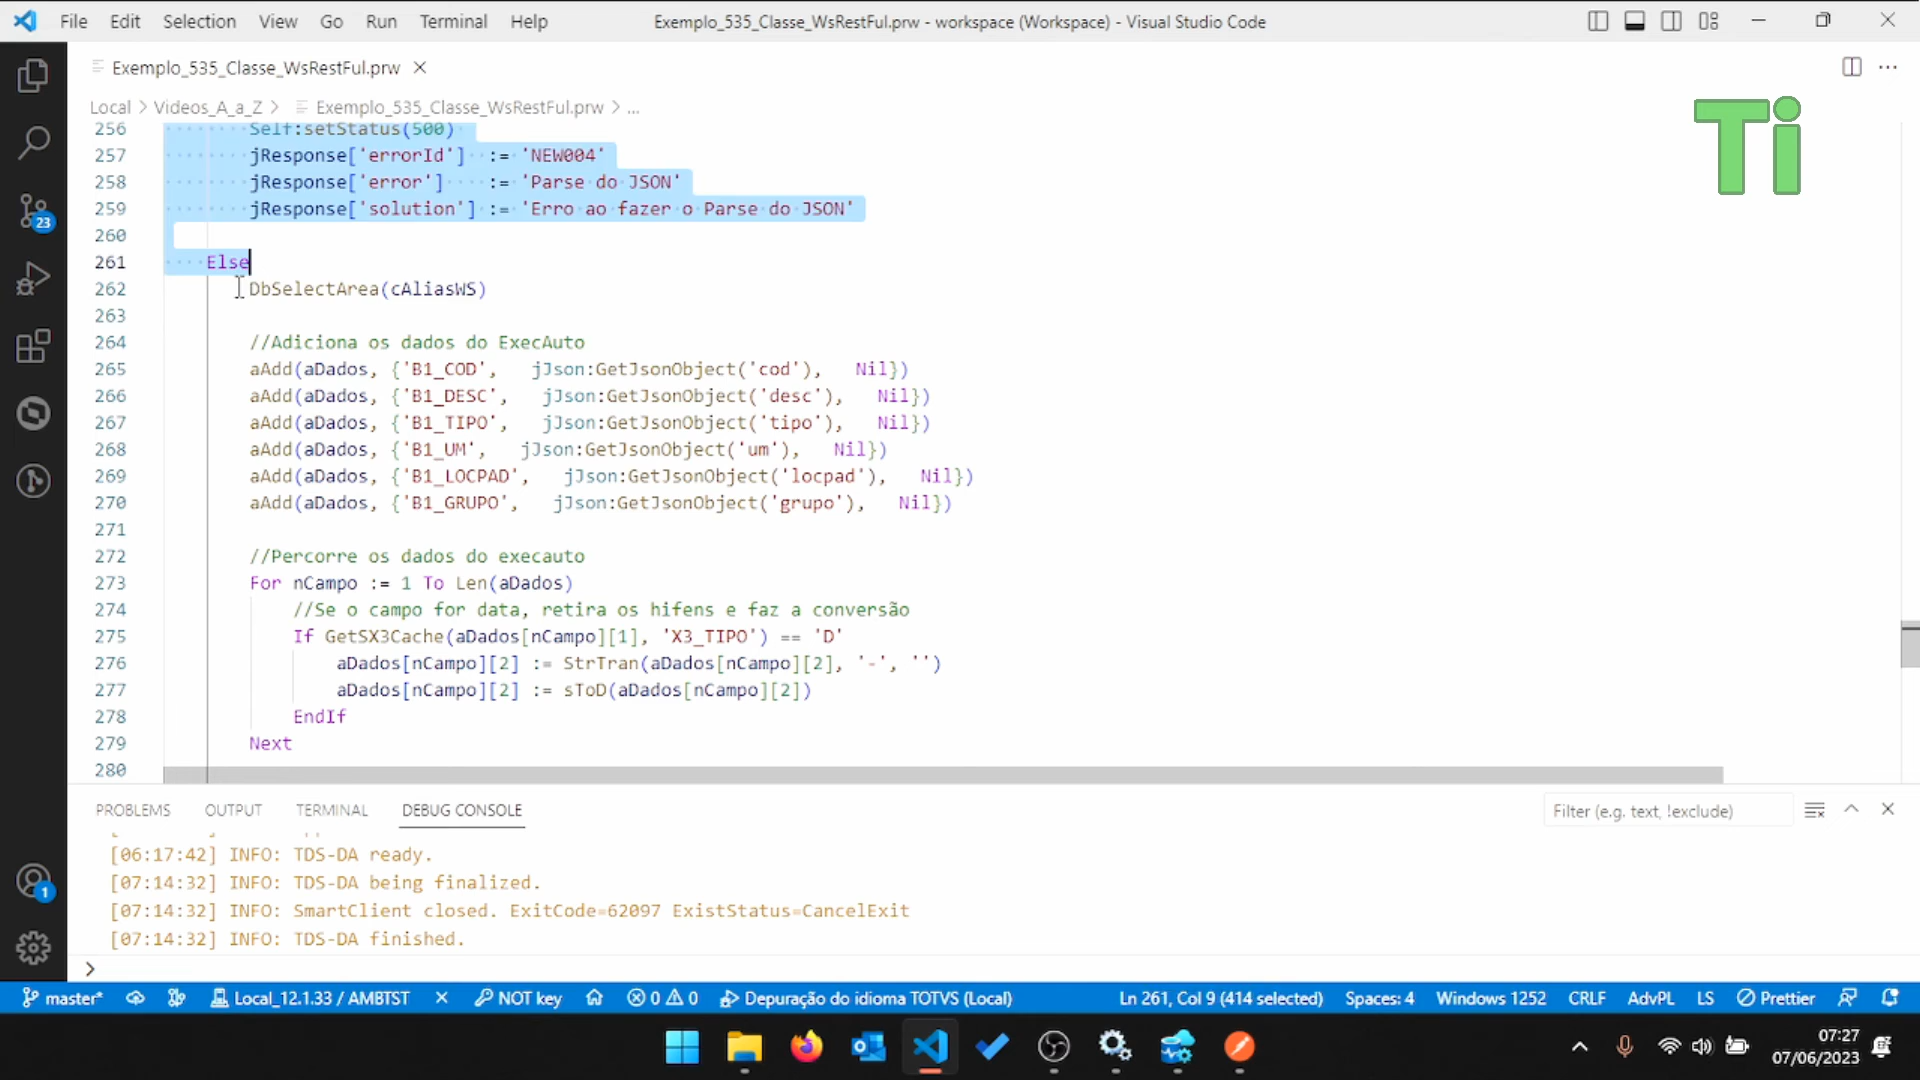 File Edit Selection View Go Run Terminal Help Exemplo_535_Classe_WsRestFul.prw - workspace (Workspace) - Visual Studio Code
Exemplo_535_Classe_WsRestFul.prw
Local > Videos_A_a_Z > Exemplo_535_Classe_WsRestFul.prw > ...
Ti
256 Self:setStatus(500)
257 jResponse['errorId'] := 'NEW004'
258 jResponse['error'] := 'Parse do JSON'
259 jResponse['solution'] := 'Erro ao fazer o Parse do JSON'
260
261 Else
262 DbSelectArea(cAliasWS)
263
264 //Adiciona os dados do ExecAuto
265 aAdd(aDados, {'B1_COD', jJson:GetJsonObject('cod'), Nil})
266 aAdd(aDados, {'B1_DESC', jJson:GetJsonObject('desc'), Nil})
267 aAdd(aDados, {'B1_TIPO', jJson:GetJsonObject('tipo'), Nil})
268 aAdd(aDados, {'B1_UM', jJson:GetJsonObject('um'), Nil})
269 aAdd(aDados, {'B1_LOCPAD', jJson:GetJsonObject('locpad'), Nil})
270 aAdd(aDados, {'B1_GRUPO', jJson:GetJsonObject('grupo'), Nil})
271
272 //Percorre os dados do execauto
273 For nCampo := 1 To Len(aDados)
274 //Se o campo for data, retira os hifens e faz a conversão
275 If GetSX3Cache(aDados[nCampo][1], 'X3_TIPO') == 'D'
276 aDados[nCampo][2] := StrTran(aDados[nCampo][2], '-', '')
277 aDados[nCampo][2] := sToD(aDados[nCampo][2])
278 EndIf
279 Next
280
PROBLEMS OUTPUT TERMINAL DEBUG CONSOLE Filter (e.g. text, !exclude)
[06:17:42] INFO: TDS-DA ready.
[07:14:32] INFO: TDS-DA being finalized.
[07:14:32] INFO: SmartClient closed. ExitCode=62097 ExistStatus=CancelExit
[07:14:32] INFO: TDS-DA finished.
23
1
master* Local_12.1.33 / AMBTST NOT key 0 0 Depuração do idioma TOTVS (Local) Ln 261, Col 9 (414 selected) Spaces: 4 Windows 1252 CRLF AdvPL LS Prettier
07:27
07/06/2023